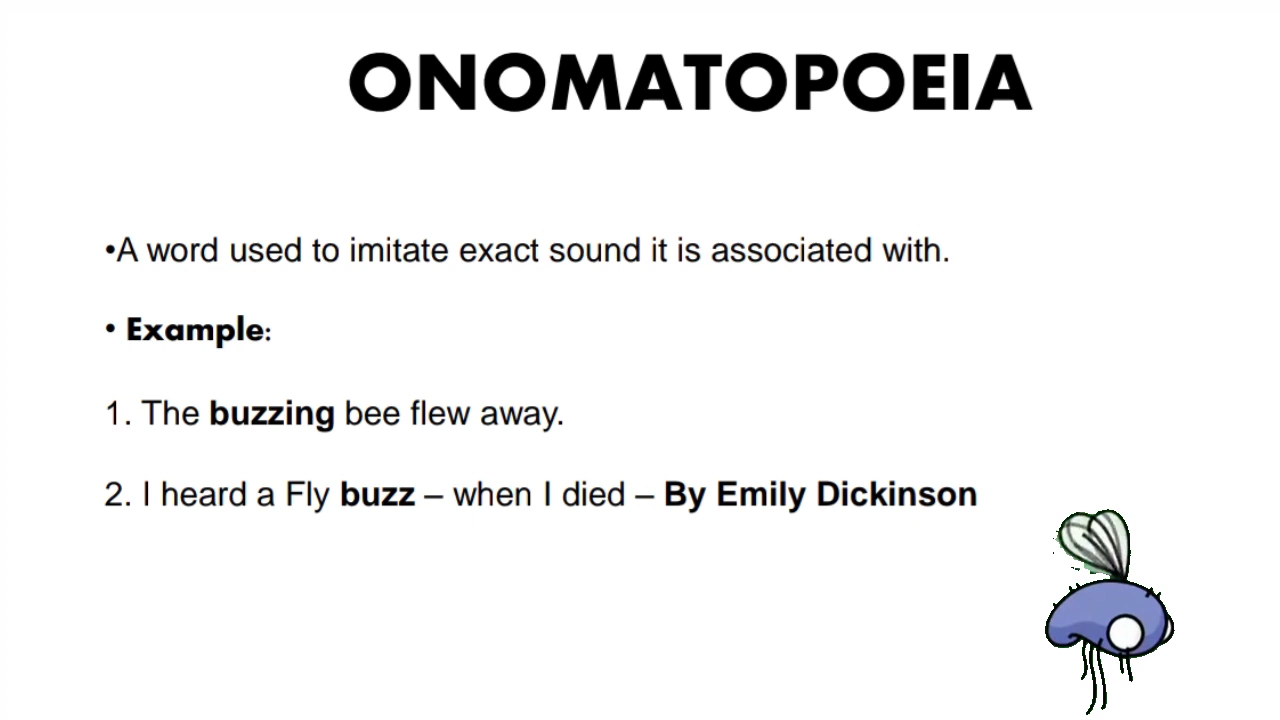 ONOMATOPOEIA
•A word used to imitate exact sound it is associated with.
• Example:
1. The buzzing bee flew away.
2. I heard a Fly buzz – when I died – By Emily Dickinson